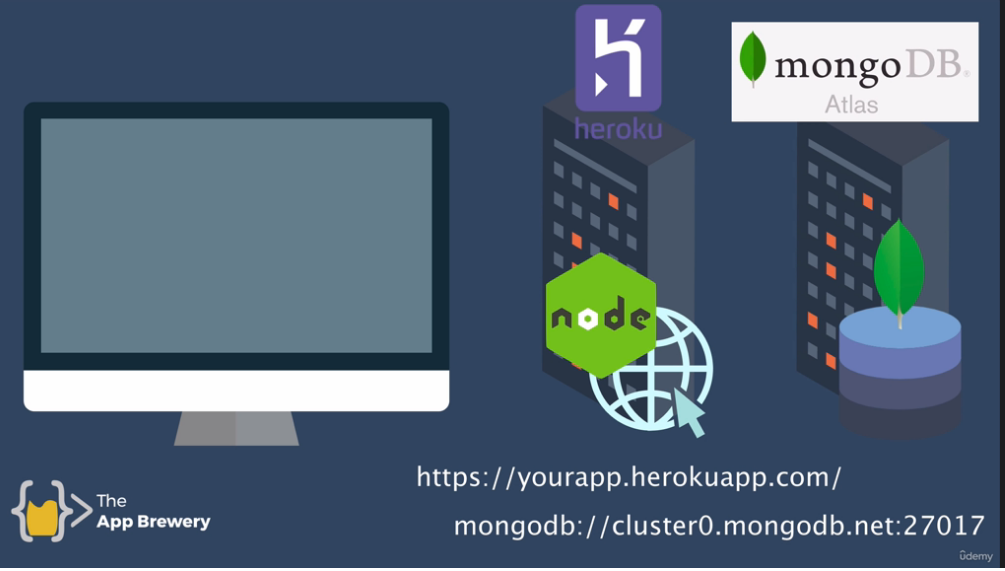 heroku
mongoDB®
Atlas
node
https://yourapp.herokuapp.com/
mongodb://cluster0.mongodb.net:27017
The
App Brewery
ûdemy